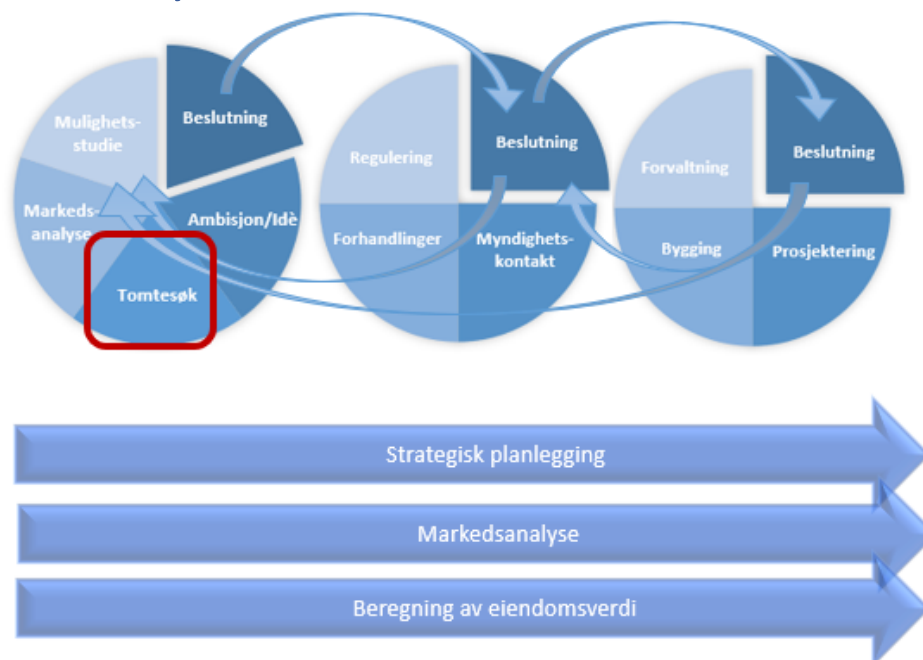 Mulighets-
studie
Beslutning
Markeds-
analyse
Ambisjon/Idè
Tomtesøk
Regulering
Beslutning
Forhandlinger
Myndighets-
kontakt
Forvaltning
Beslutning
Bygging
Prosjektering
Strategisk planlegging
Markedsanalyse
Beregning av eiendomsverdi